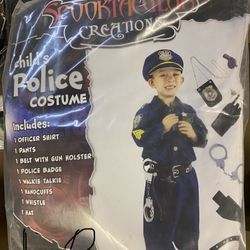 SPOOKTACULAR
CREATIONS
child's
Police
COSTUME
Includes:
1 OFFICER SHIRT
1 PANTS
1 BELT WITH GUN HOLSTER
1 POLICE BADGE
1 WALKIE TALKIE
1 HANDCUFFS
1 WHISTLE
1 HAT